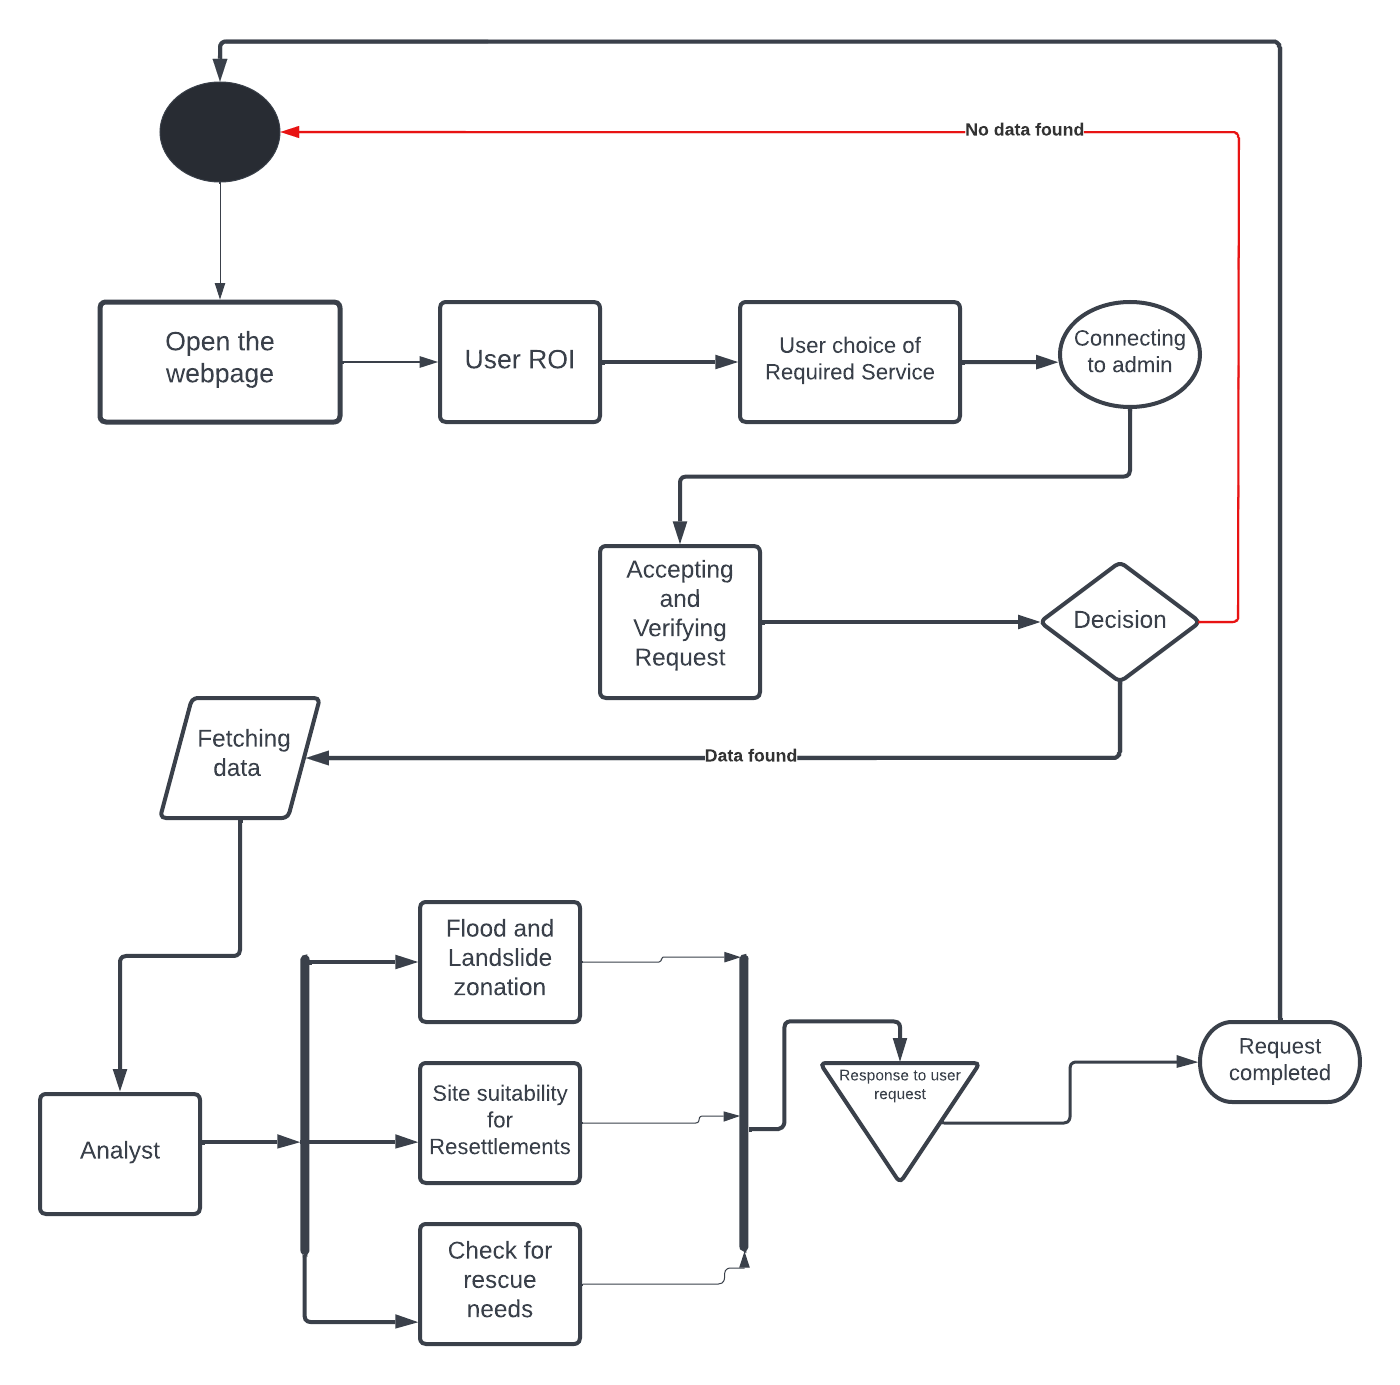 No data found
Open the
webpage
User ROI
User choice of
Required Service
Connecting
to admin
Accepting
and
Verifying
Request
Decision
Fetching
data
Data found
Flood and
Landslide
zonation
Analyst
Site suitability
for
Resettlements
Check for
rescue
needs
Response to user
request
Request
completed